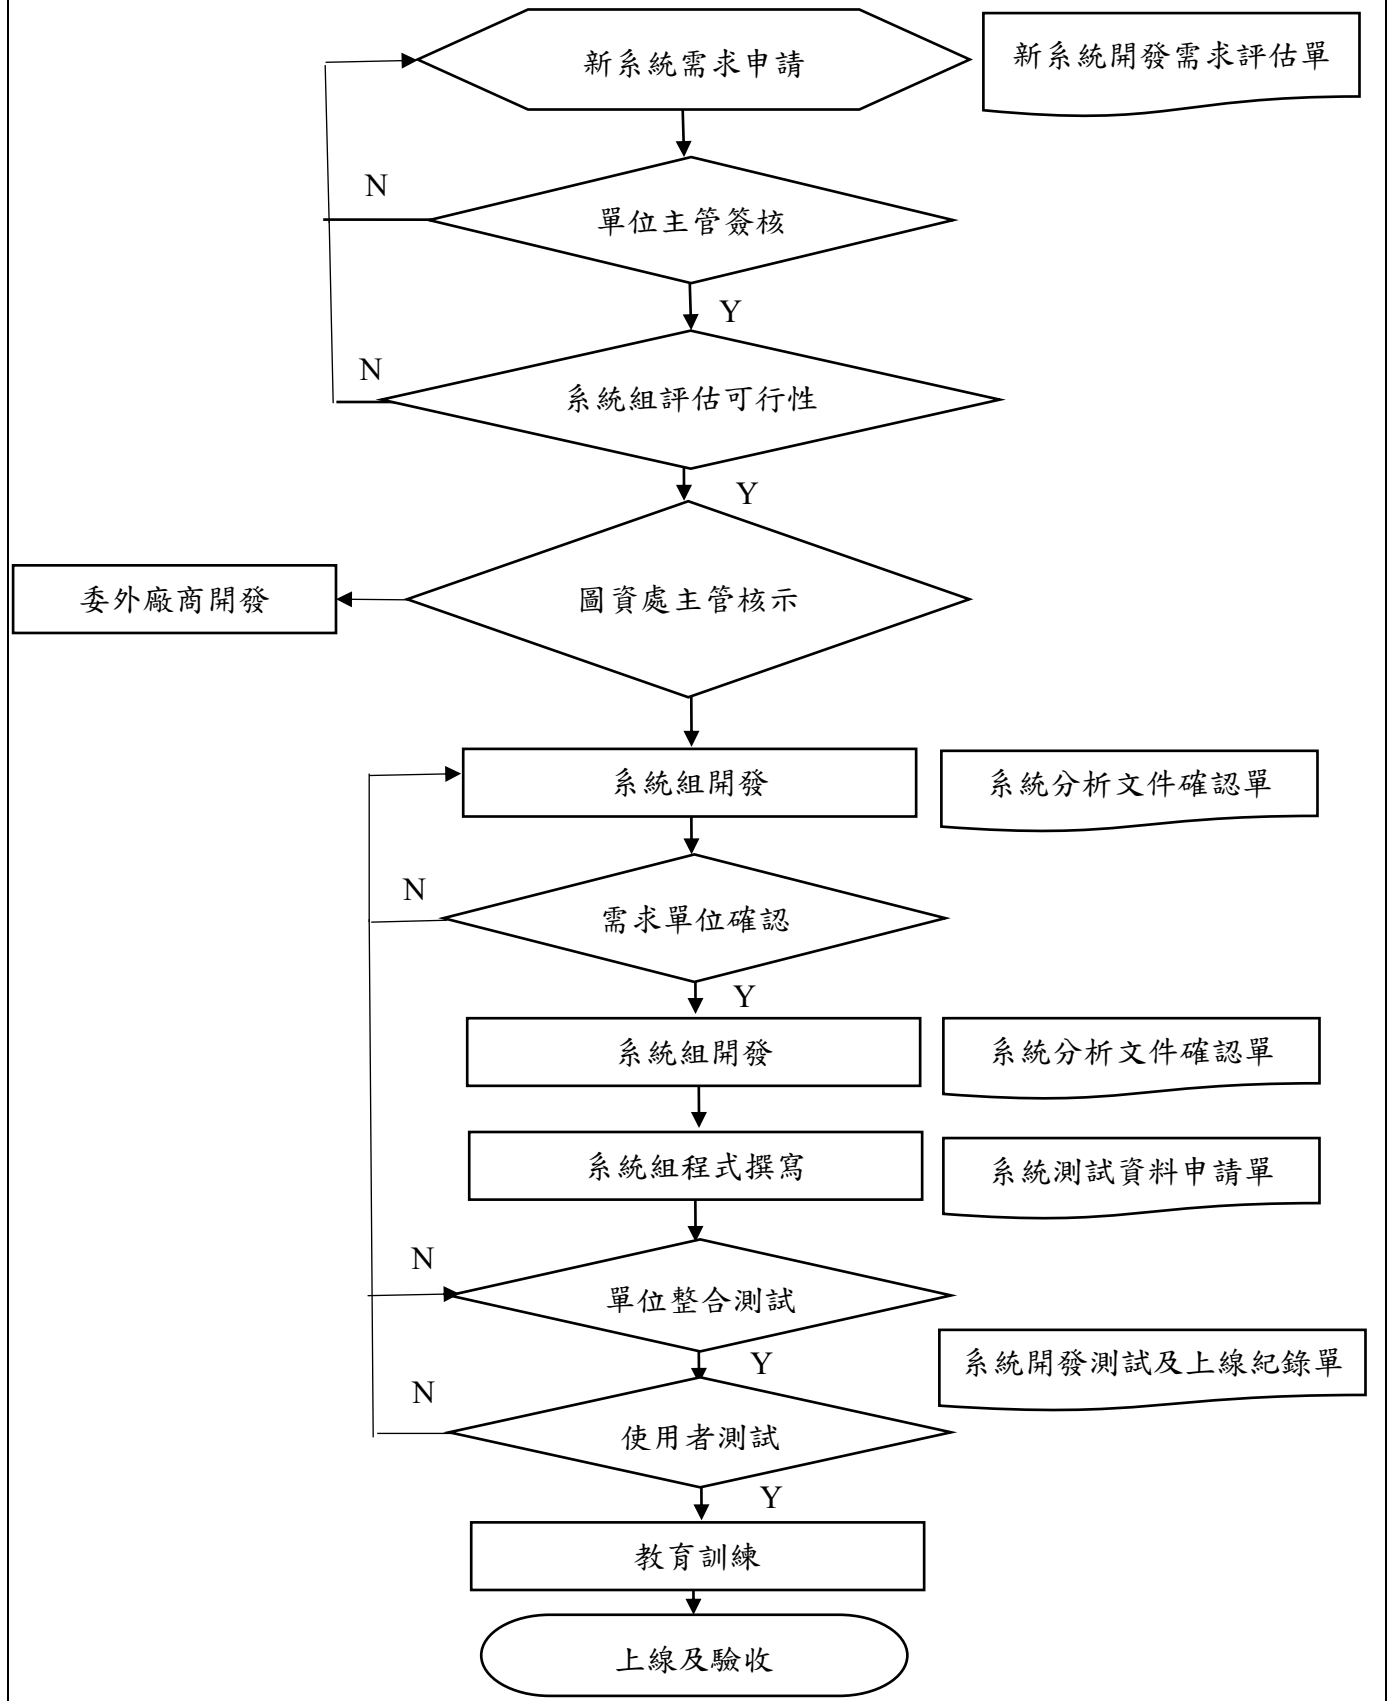 新系統需求申請
新系統開發需求評估單
N
單位主管簽核
Y
N
系統組評估可行性
Y
委外廠商開發
圖資處主管核示
系統組開發
系統分析文件確認單
N
需求單位確認
Y
系統組開發
系統分析文件確認單
系統組程式撰寫
系統測試資料申請單
N
單位整合測試
Y
系統開發測試及上線紀錄單
N
使用者測試
Y
教育訓練
上線及驗收